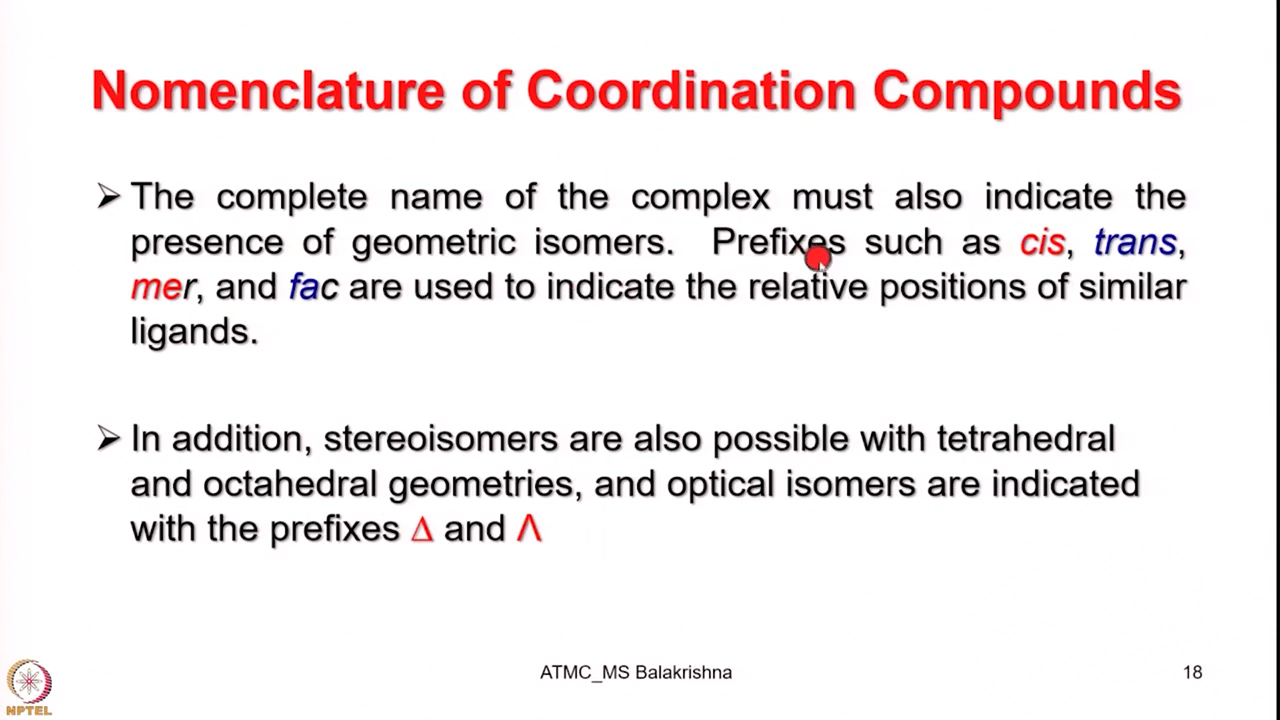 Nomenclature of Coordination Compounds
➢ The complete name of the complex must also indicate the
presence of geometric isomers. Prefixes such as cis, trans,
mer, and fac are used to indicate the relative positions of similar
ligands.
➢ In addition, stereoisomers are also possible with tetrahedral
and octahedral geometries, and optical isomers are indicated
with the prefixes Δ and Λ
ATMC_MS Balakrishna
18
NPTEL